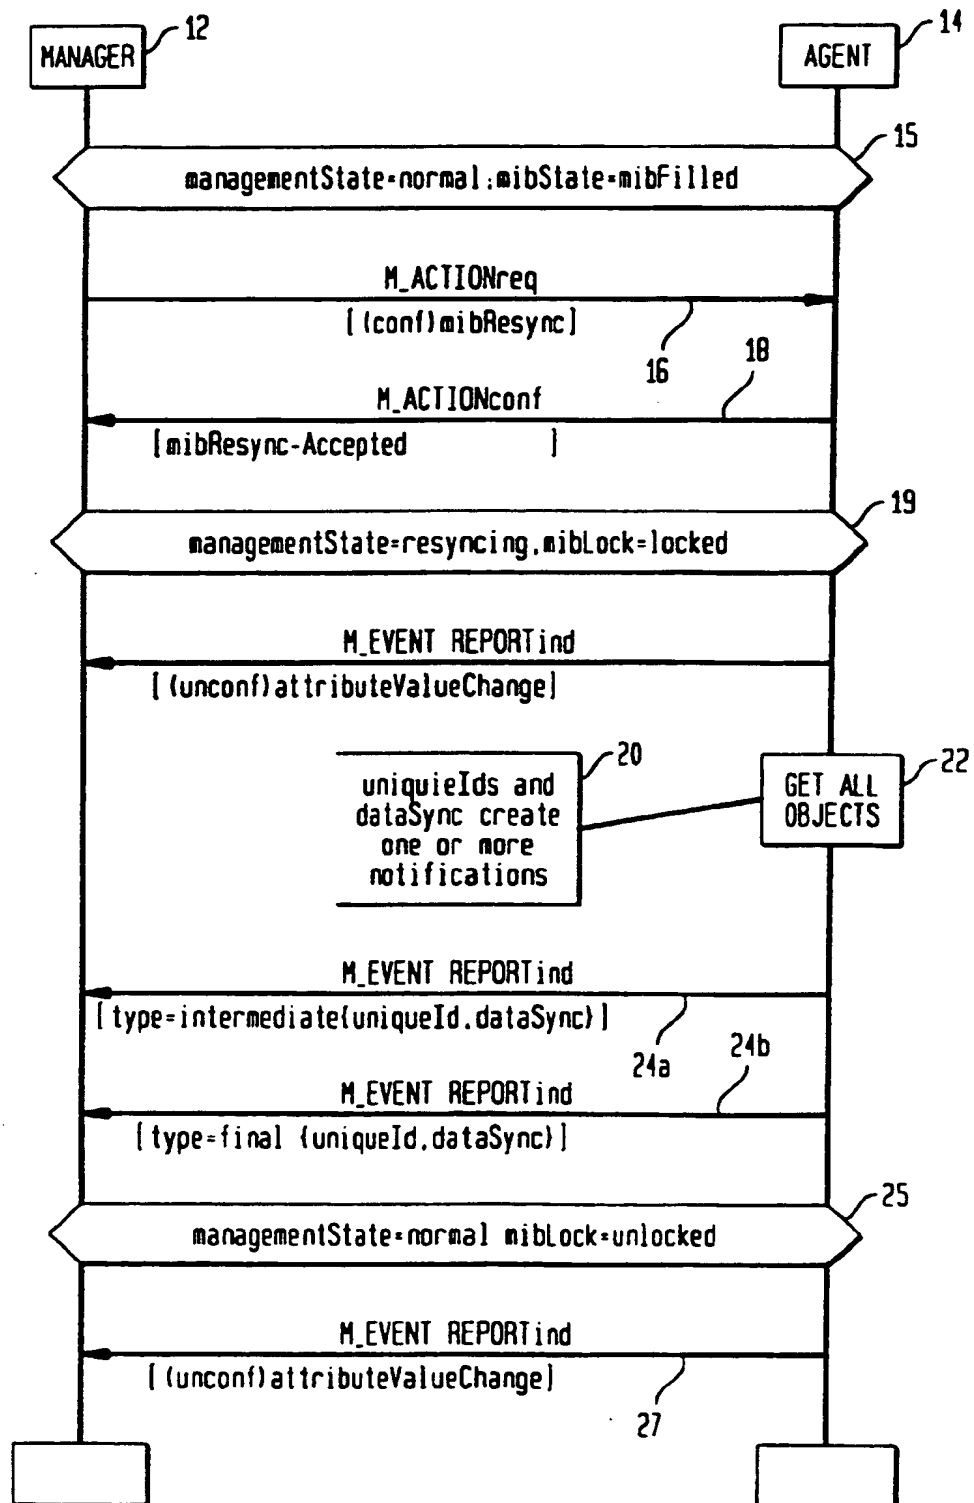 12
14
MANAGER
AGENT
15
managementState=normal:mibState=mibFilled
M_ACTIONreq
[(conf)mibResync]
16
18
M_ACTIONconf
[mibResync-Accepted ]
19
managementState=resyncing,mibLock=locked
M_EVENT REPORTind
[(unconf)attributeValueChange]
20
22
uniquieIds and
dataSync create
one or more
notifications
GET ALL
OBJECTS
M_EVENT REPORTind
[type=intermediate{uniqueId.dataSync}]
24a
24b
M_EVENT REPORTind
[type=final {uniqueId,dataSync}]
25
managementState=normal mibLock=unlocked
M_EVENT REPORTind
[(unconf)attributeValueChange]
27